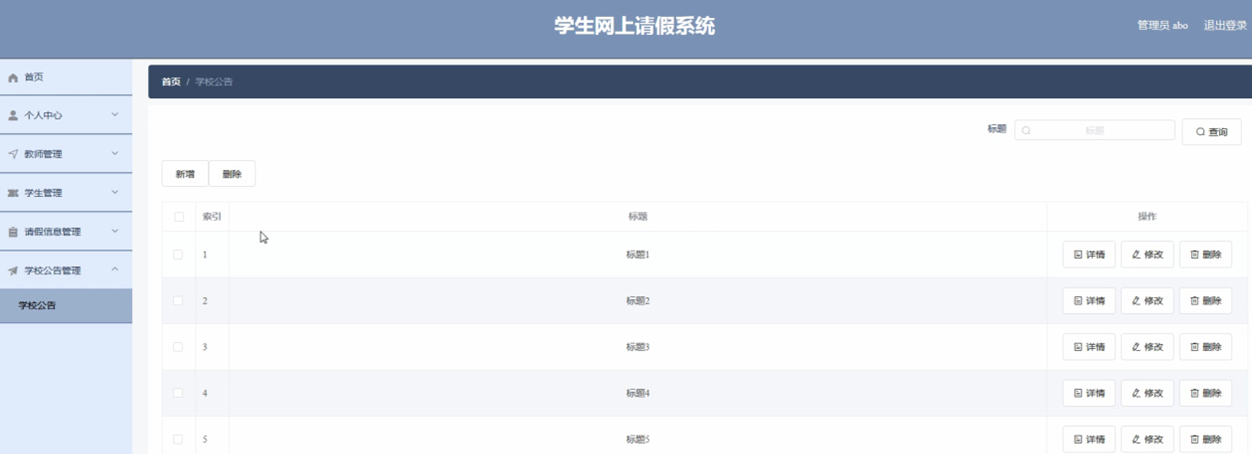 学生网上请假系统
管理员 abo 退出登录
首页
个人中心
教师管理
学生管理
请假信息管理
学校公告管理
学校公告
首页 / 学校公告
标题 标题 查询
新增 删除
索引 标题 操作
1 标题1 详情 修改 删除
2 标题2 详情 修改 删除
3 标题3 详情 修改 删除
4 标题4 详情 修改 删除
5 标题5 详情 修改 删除